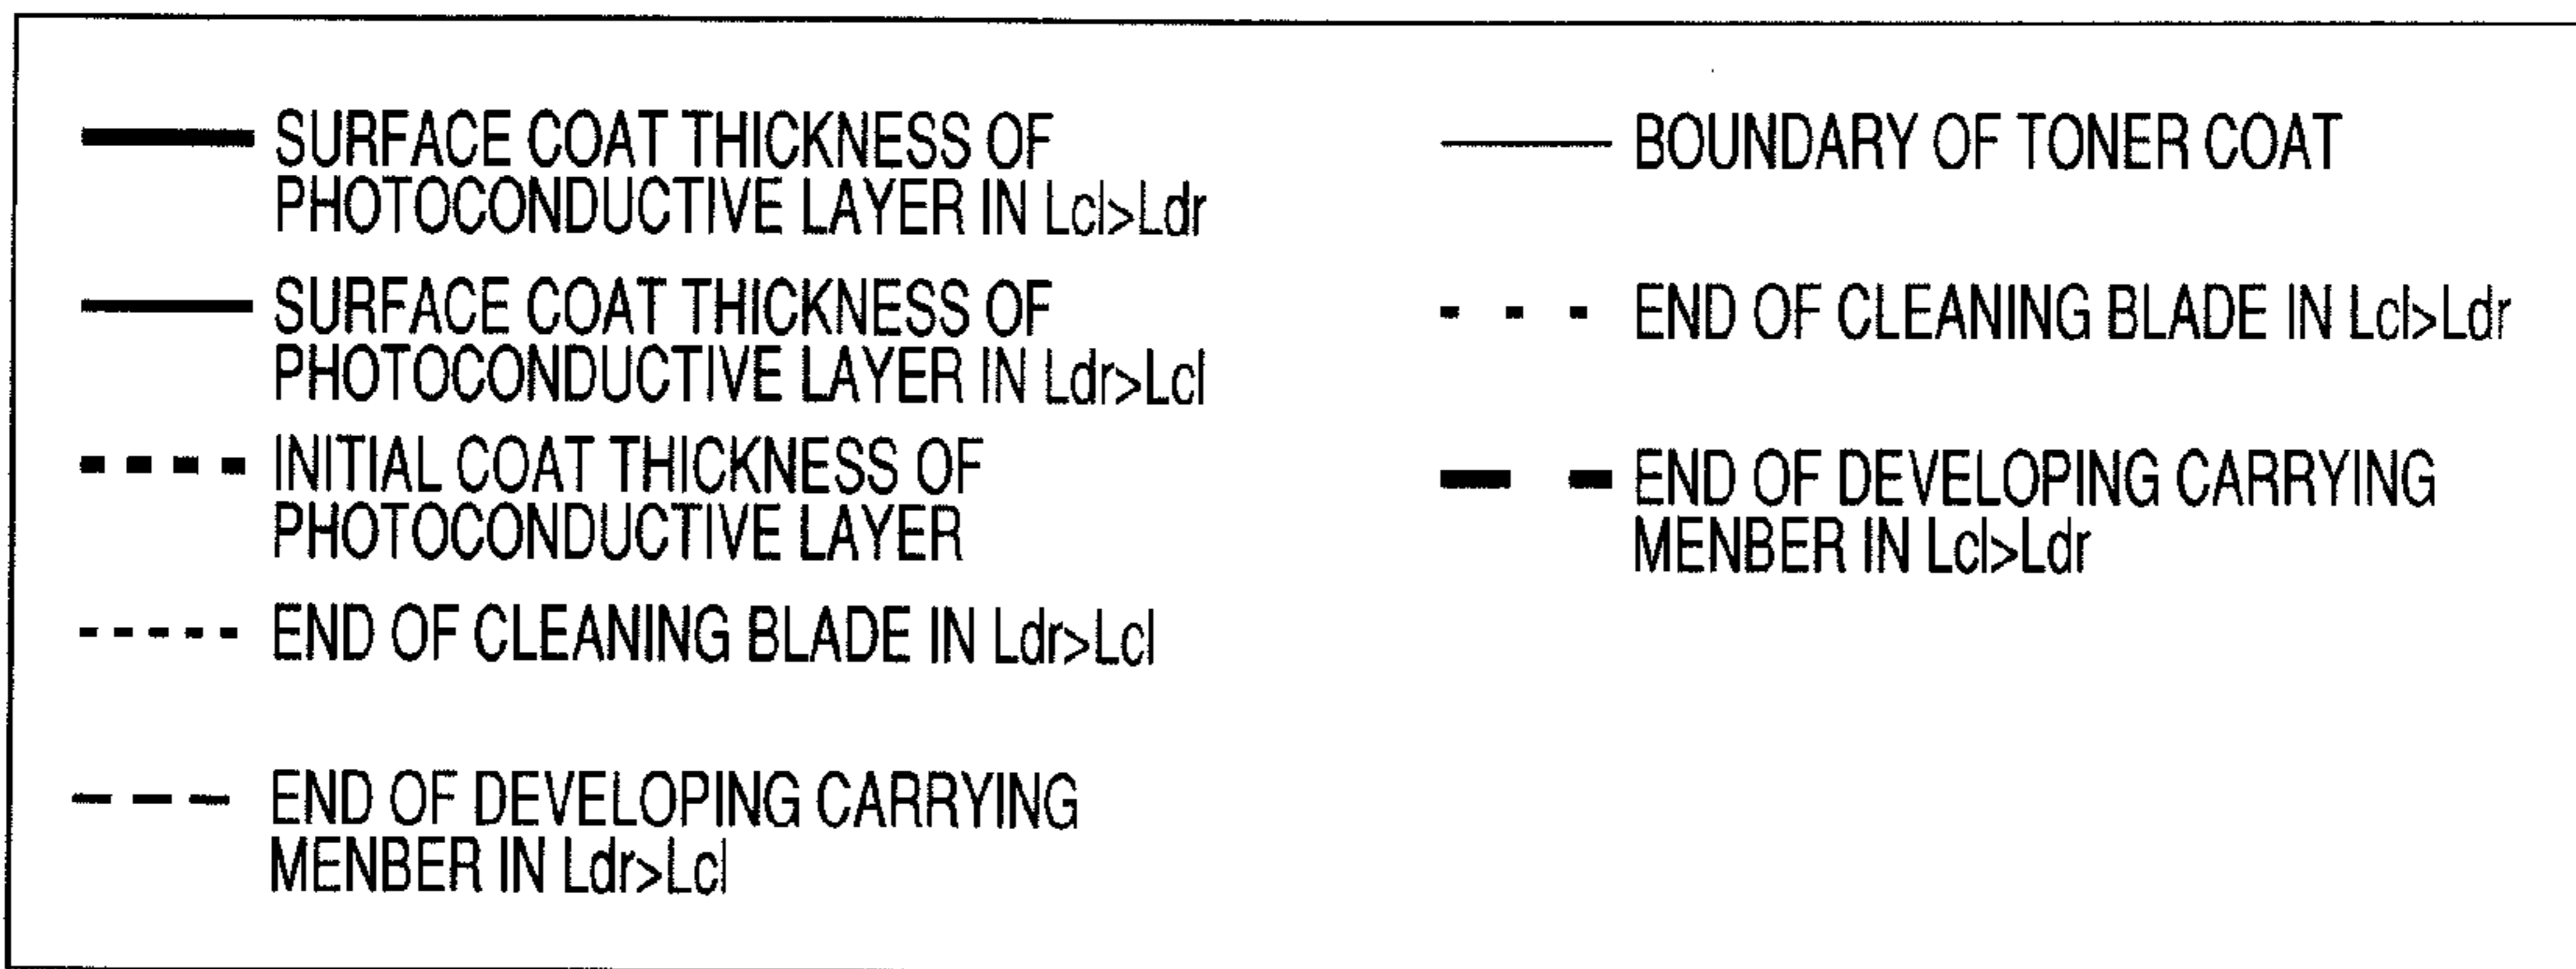 SURFACE COAT THICKNESS OF
PHOTOCONDUCTIVE LAYER IN Lcl>Ldr
SURFACE COAT THICKNESS OF
PHOTOCONDUCTIVE LAYER IN Ldr>Lcl
INITIAL COAT THICKNESS OF
PHOTOCONDUCTIVE LAYER
END OF CLEANING BLADE IN Ldr>Lcl
END OF DEVELOPING CARRYING
MENBER IN Ldr>Lcl
BOUNDARY OF TONER COAT
END OF CLEANING BLADE IN Lcl>Ldr
END OF DEVELOPING CARRYING
MENBER IN Lcl>Ldr